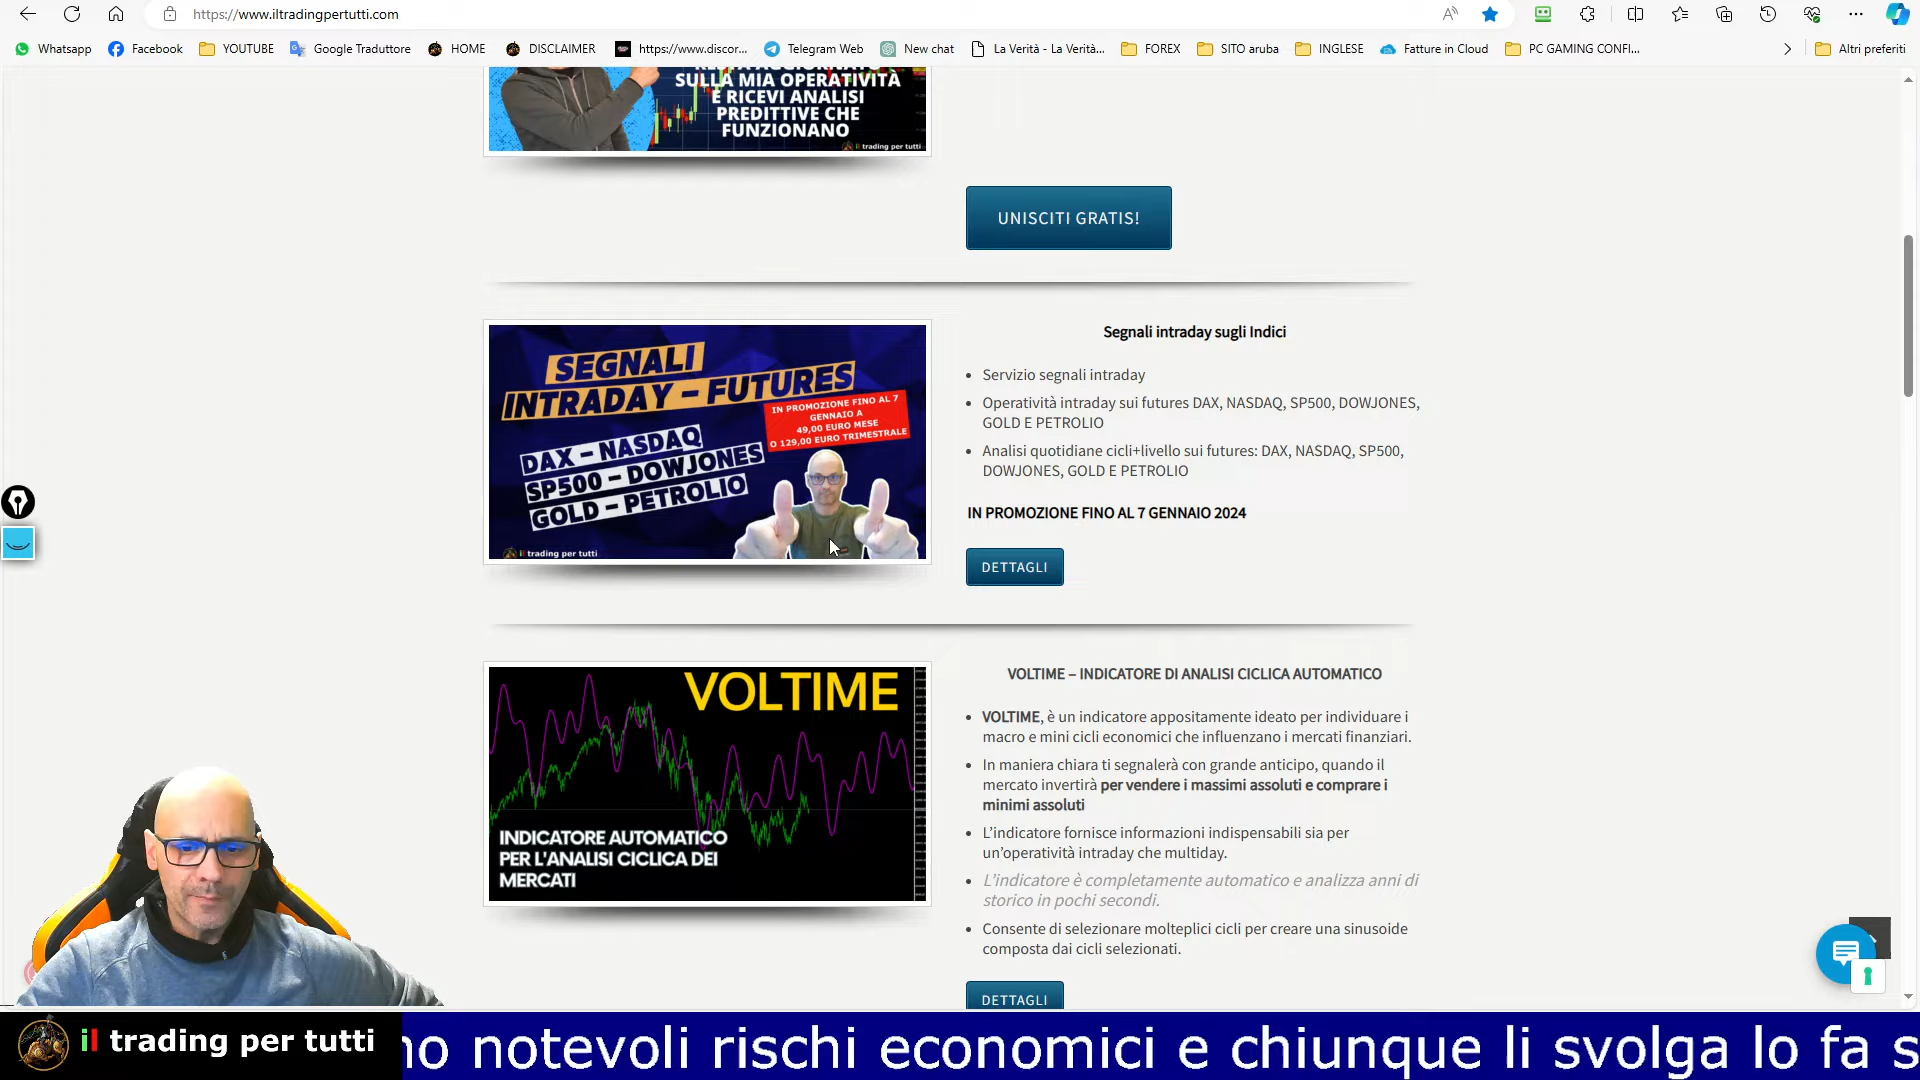 https://www.iltradingpertutti.com
Whatsapp
Facebook
YOUTUBE
Google Traduttore
HOME
DISCLAIMER
https://www.discor...
Telegram Web
New chat
La Verità - La Verità...
FOREX
SITO aruba
INGLESE
Fatture in Cloud
PC GAMING CONFI...
Altri preferiti
SULLA MIA OPERATIVITÀ
E RICEVI ANALISI
PREDITTIVE CHE
FUNZIONANO
il trading per tutti
UNISCITI GRATIS!
SEGNALI
INTRADAY – FUTURES
IN PROMOZIONE FINO AL 7
GENNAIO A
49,00 EURO MESE
O 129,00 EURO TRIMESTRALE
DAX – NASDAQ
SP500 – DOWJONES
GOLD – PETROLIO
il trading per tutti
Segnali intraday sugli Indici
Servizio segnali intraday
Operatività intraday sui futures DAX, NASDAQ, SP500, DOWJONES,
GOLD E PETROLIO
Analisi quotidiane cicli+livello sui futures: DAX, NASDAQ, SP500,
DOWJONES, GOLD E PETROLIO
IN PROMOZIONE FINO AL 7 GENNAIO 2024
DETTAGLI
VOLTIME
INDICATORE AUTOMATICO
PER L'ANALISI CICLICA DEI
MERCATI
VOLTIME – INDICATORE DI ANALISI CICLICA AUTOMATICO
VOLTIME, è un indicatore appositamente ideato per individuare i
macro e mini cicli economici che influenzano i mercati finanziari.
In maniera chiara ti segnalerà con grande anticipo, quando il
mercato invertirà per vendere i massimi assoluti e comprare i
minimi assoluti
L'indicatore fornisce informazioni indispensabili sia per
un'operatività intraday che multiday.
L'indicatore è completamente automatico e analizza anni di
storico in pochi secondi.
Consente di selezionare molteplici cicli per creare una sinusoide
composta dai cicli selezionati.
DETTAGLI
il trading per tutti
no notevoli rischi economici e chiunque li svolga lo fa s